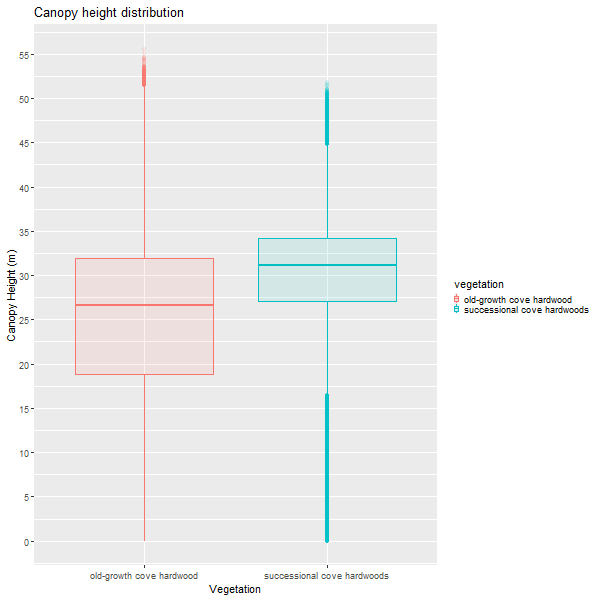 Canopy height distribution
Canopy Height (m)
55
50
45
40
35
30
25
20
15
10
5
0
old-growth cove hardwood
successional cove hardwoods
Vegetation
vegetation
old-growth cove hardwood
successional cove hardwoods